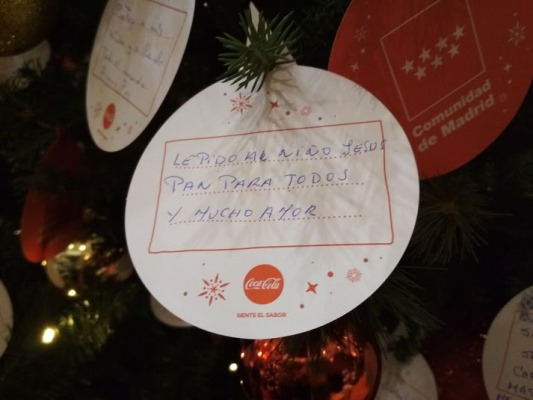 LE PIDO AL NIÑO JESUS
PAN PARA TODOS
Y MUCHO AMOR
Coca-Cola
SIENTE EL SABOR
Comunidad
de Madrid